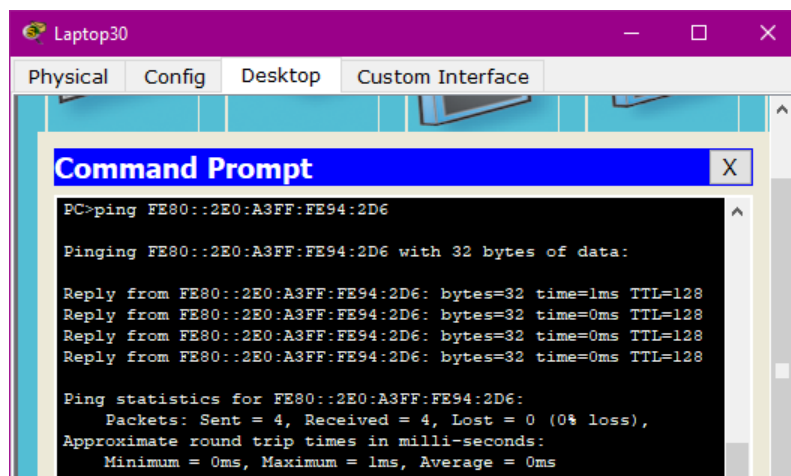 Laptop30
Physical Config Desktop Custom Interface
Command Prompt
X
PC>ping FE80::2E0:A3FF:FE94:2D6
Pinging FE80::2E0:A3FF:FE94:2D6 with 32 bytes of data:
Reply from FE80::2E0:A3FF:FE94:2D6: bytes=32 time=1ms TTL=128
Reply from FE80::2E0:A3FF:FE94:2D6: bytes=32 time=0ms TTL=128
Reply from FE80::2E0:A3FF:FE94:2D6: bytes=32 time=0ms TTL=128
Reply from FE80::2E0:A3FF:FE94:2D6: bytes=32 time=0ms TTL=128
Ping statistics for FE80::2E0:A3FF:FE94:2D6:
Packets: Sent = 4, Received = 4, Lost = 0 (0% loss),
Approximate round trip times in milli-seconds:
Minimum = 0ms, Maximum = 1ms, Average = 0ms